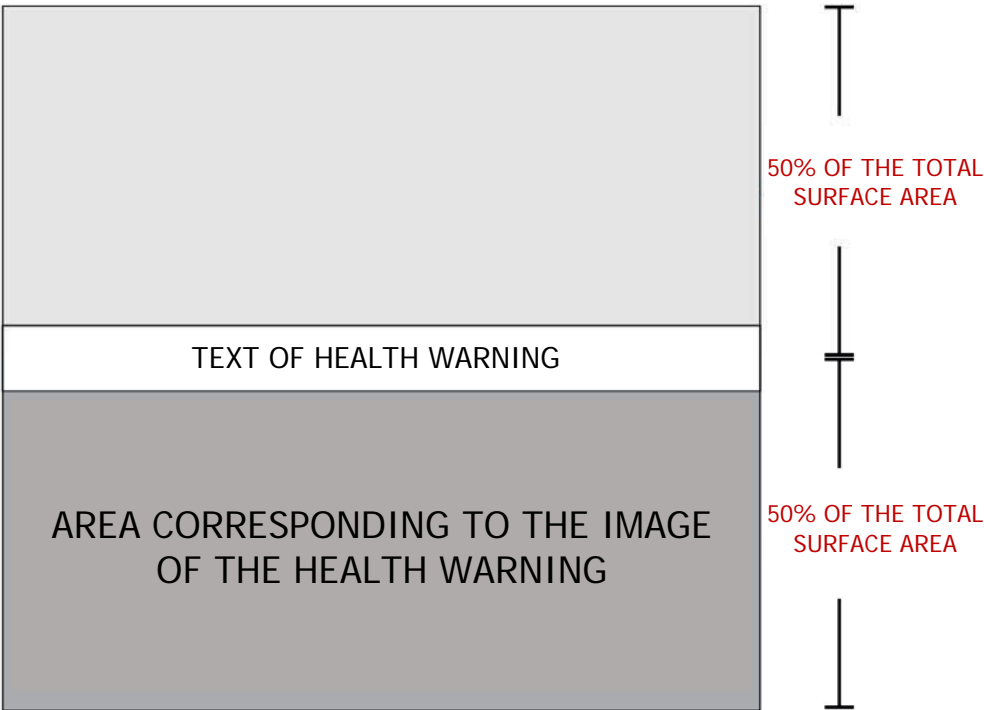 50% OF THE TOTAL
SURFACE AREA
TEXT OF HEALTH WARNING
AREA CORRESPONDING TO THE IMAGE
OF THE HEALTH WARNING
50% OF THE TOTAL
SURFACE AREA